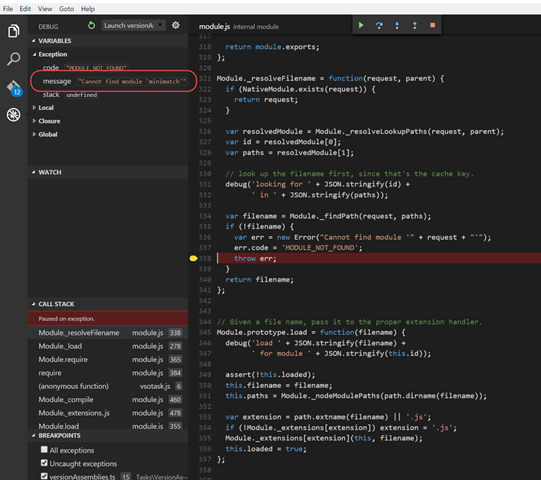 File Edit View Goto Help
DEBUG Launch versionA
module.js internal module
VARIABLES
Exception
code "MODULE_NOT_FOUND"
message "Cannot find module 'minimatch'"
stack undefined
Local
Closure
Global
WATCH
CALL STACK
Paused on exception.
Module._resolveFilename module.js 338
Module._load module.js 278
Module.require module.js 365
require module.js 384
(anonymous function) vsotask.js 6
Module._compile module.js 460
Module._extensions.js module.js 478
Module.load module.js 355
BREAKPOINTS
All exceptions
Uncaught exceptions
versionAssemblies.ts 15 Tasks\VersionAs...
12
317
318 return module.exports;
319 };
320
321 Module._resolveFilename = function(request, parent) {
322 if (NativeModule.exists(request)) {
323 return request;
324 }
325
326 var resolvedModule = Module._resolveLookupPaths(request, parent);
327 var id = resolvedModule[0];
328 var paths = resolvedModule[1];
329
330 // look up the filename first, since that's the cache key.
331 debug('looking for ' + JSON.stringify(id) +
332 ' in ' + JSON.stringify(paths));
333
334 var filename = Module._findPath(request, paths);
335 if (!filename) {
336 var err = new Error("Cannot find module '" + request + "'");
337 err.code = 'MODULE_NOT_FOUND';
338 throw err;
339 }
340 return filename;
341 };
342
343
344 // Given a file name, pass it to the proper extension handler.
345 Module.prototype.load = function(filename) {
346 debug('load ' + JSON.stringify(filename) +
347 ' for module ' + JSON.stringify(this.id));
348
349 assert(!this.loaded);
350 this.filename = filename;
351 this.paths = Module._nodeModulePaths(path.dirname(filename));
352
353 var extension = path.extname(filename) || '.js';
354 if (!Module._extensions[extension]) extension = '.js';
355 Module._extensions[extension](this, filename);
356 this.loaded = true;
357 };
358